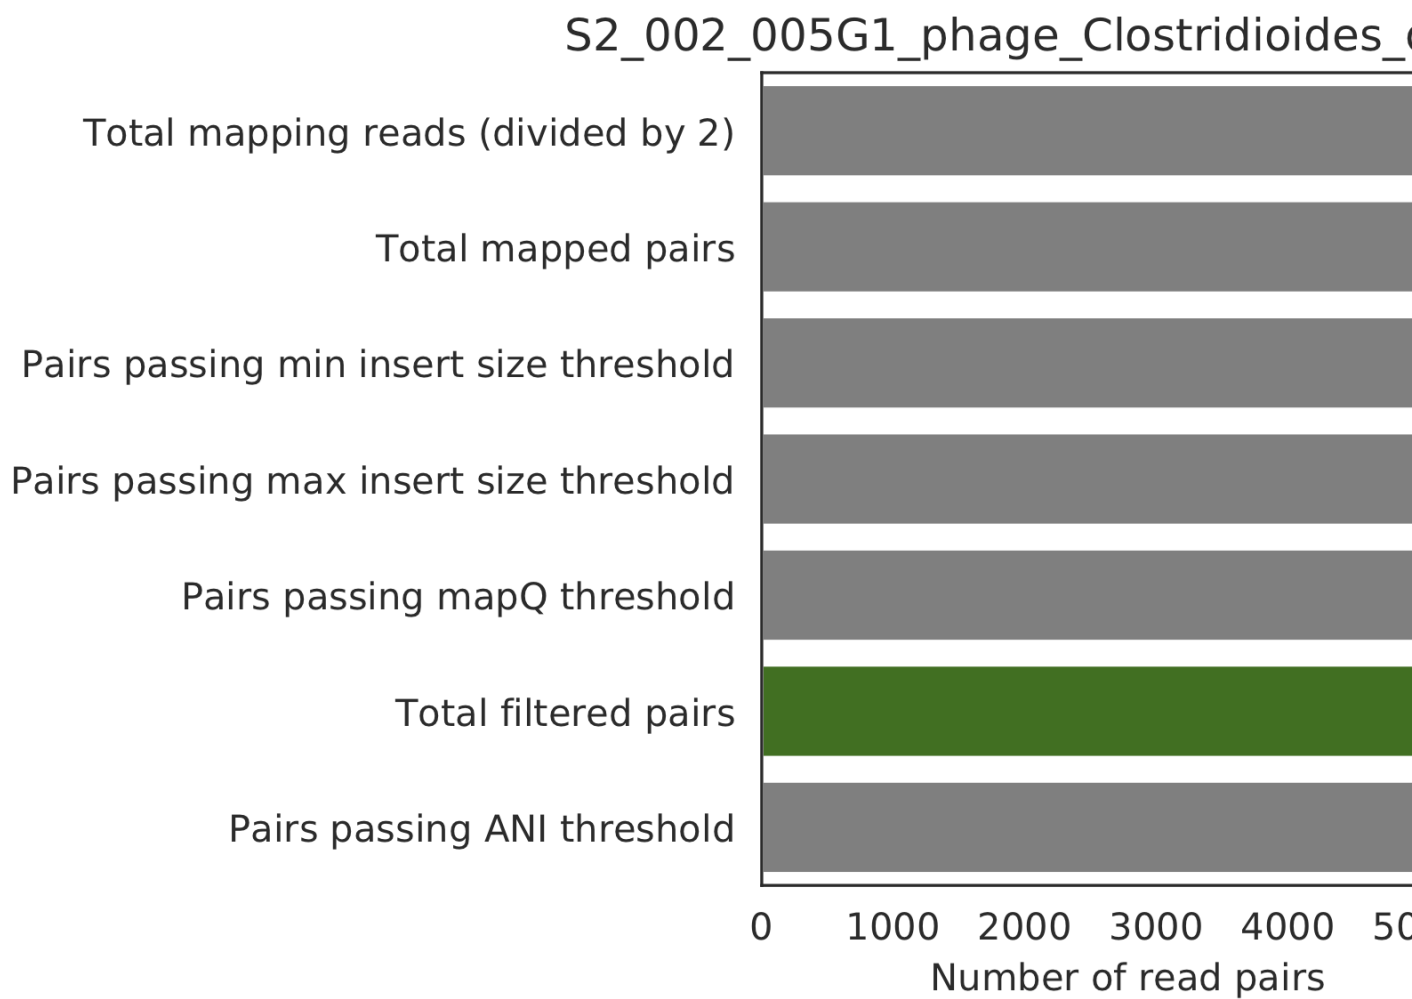 S2_002_005G1_phage_Clostridioides_
Total mapping reads (divided by 2)
Total mapped pairs
Pairs passing min insert size threshold
Pairs passing max insert size threshold
Pairs passing mapQ threshold
Total filtered pairs
Pairs passing ANI threshold
0 1000 2000 3000 4000
Number of read pairs